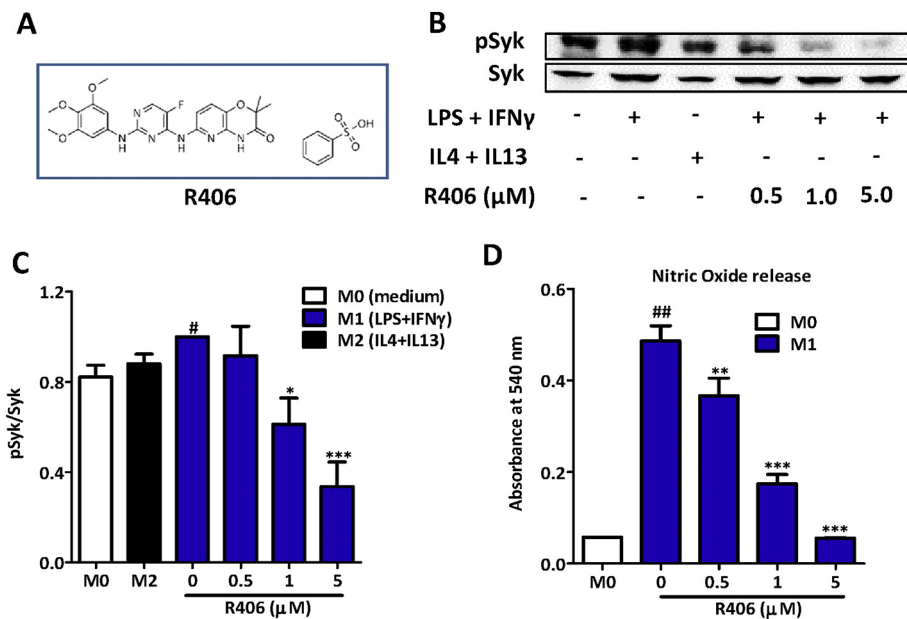 A
O
O
O
N
H
N
N
F
N
H
N
N
H
O
O
O
S
O
OH
R406
B
pSyk
Syk
LPS + IFNγ - + - + + +
IL4 + IL13 - - + - - -
R406 (μM) - - - 0.5 1.0 5.0
C
M0 (medium)
M1 (LPS+IFNγ)
M2 (IL4+IL13)
pSyk/Syk
1.2
0.8
0.4
0.0
#
*
***
M0 M2 0 0.5 1 5
R406 (μM)
D
Nitric Oxide release
M0
M1
Absorbance at 540 nm
0.6
0.4
0.2
0.0
##
**
***
***
M0 0 0.5 1 5
R406 (μM)